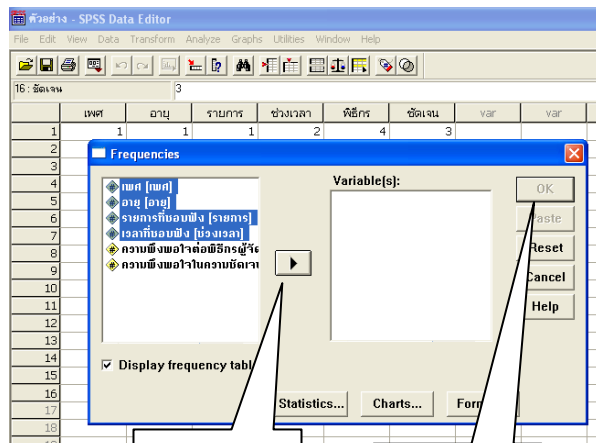 ตัวอย่าง - SPSS Data Editor
File Edit View Data Transform Analyze Graphs Utilities Window Help
16 : ชัดเจน 3
เพศ อายุ รายการ ช่วงเวลา พิธีกร ชัดเจน var var
1 1 1 1 2 4 3
2
3
4
5
6
7
8
9
10
11
12
13
14
15
16
17
18
Frequencies
Variable(s):
เพศ [เพศ]
อายุ [อายุ]
รายการที่ชอบฟัง [รายการ]
เวลาที่ชอบฟัง [ช่วงเวลา]
ความพึงพอใจต่อพิธีกรผู้จัด
ความพึงพอใจในความชัดเจน
OK
Paste
Reset
Cancel
Help
Display frequency tabl
Statistics... Charts... Form